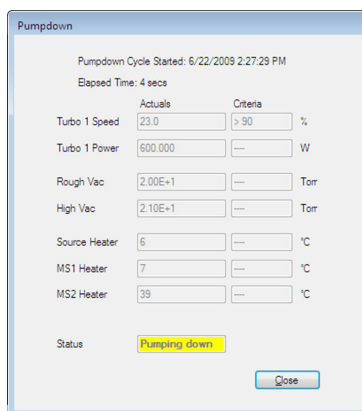 Pumpdown
Pumpdown Cycle Started: 6/22/2009 2:27:29 PM
Elapsed Time: 4 secs
Actuals Criteria
Turbo 1 Speed 23.0 > 90 %
Turbo 1 Power 600.000 --- W
Rough Vac 2.00E+1 --- Torr
High Vac 2.10E+1 --- Torr
Source Heater 6 --- °C
MS1 Heater 7 --- °C
MS2 Heater 39 --- °C
Status Pumping down
Close